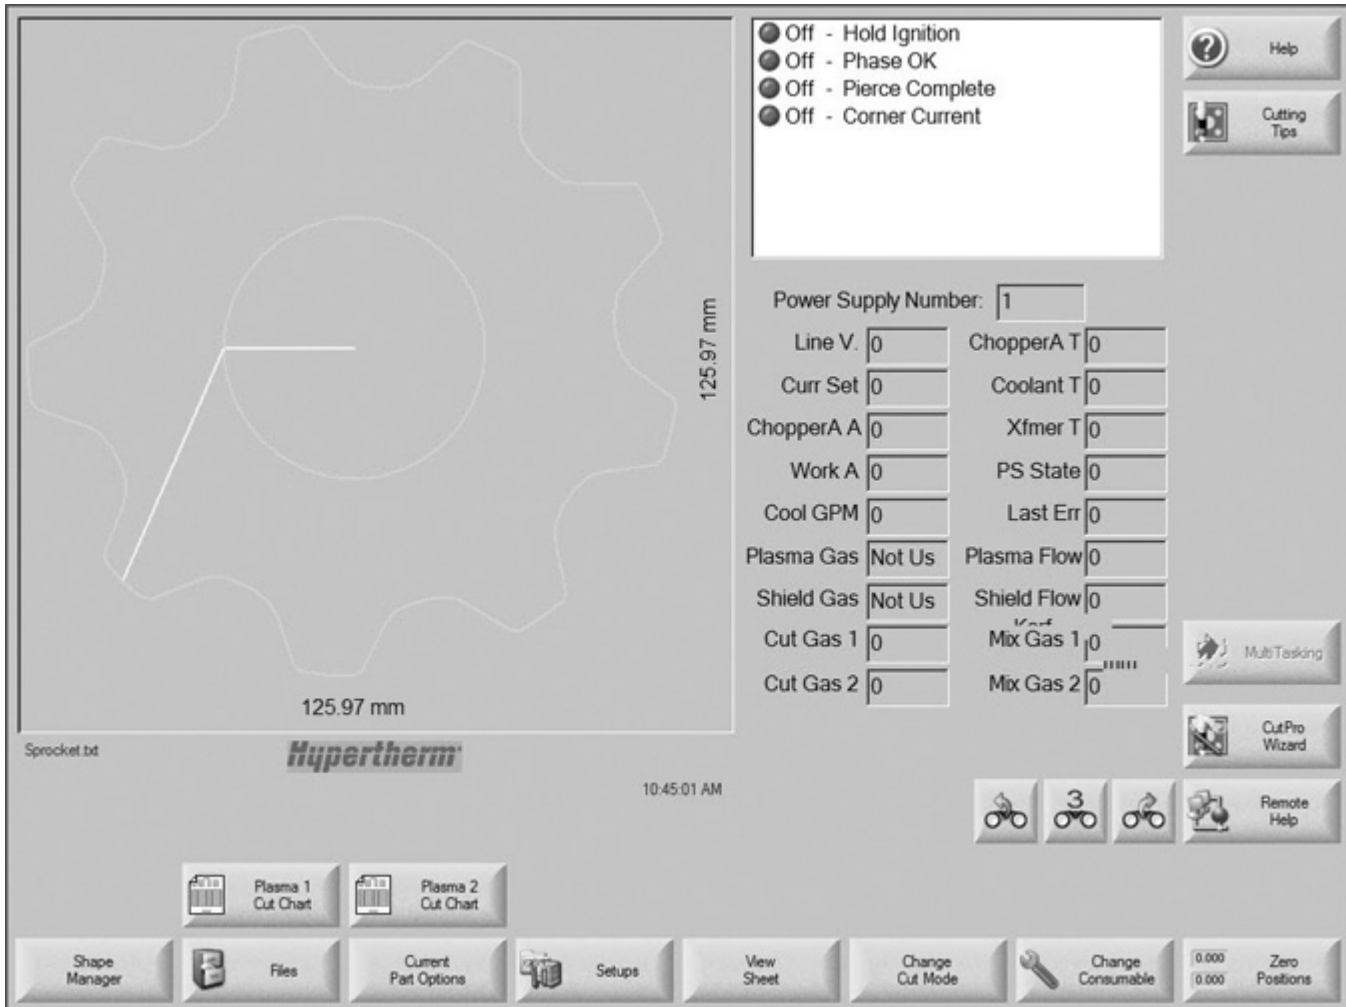 Off - Hold Ignition
Off - Phase OK
Off - Pierce Complete
Off - Corner Current
Help
Cutting
Tips
125.97 mm
125.97 mm
Power Supply Number: 1
Line V. 0 ChopperA T 0
Curr Set 0 Coolant T 0
ChopperA A 0 Xfmer T 0
Work A 0 PS State 0
Cool GPM 0 Last Err 0
Plasma Gas Not Us Plasma Flow 0
Shield Gas Not Us Shield Flow 0
Cut Gas 1 0 Mix Gas 1 0
Cut Gas 2 0 Mix Gas 2 0
MultiTasking
CutPro
Wizard
Sprocket.txt
Hypertherm
10:45:01 AM
3
Remote
Help
Plasma 1
Cut Chart
Plasma 2
Cut Chart
Shape
Manager
Files
Current
Part Options
Setups
View
Sheet
Change
Cut Mode
Change
Consumable
0.000
0.000
Zero
Positions